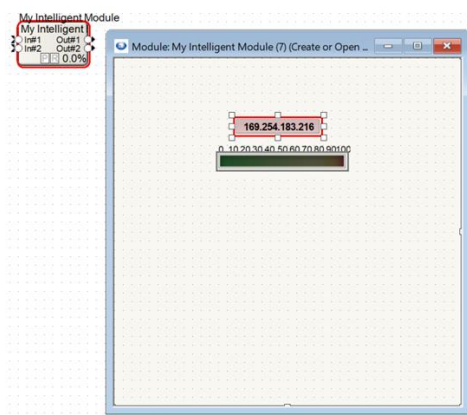 My Intelligent Module
My Intelligent
In#1 Out#1
In#2 Out#2
P R 0.0%
Module: My Intelligent Module (7) (Create or Open ...
169.254.183.216
0 10 20 30 40 50 60 70 80 90 100